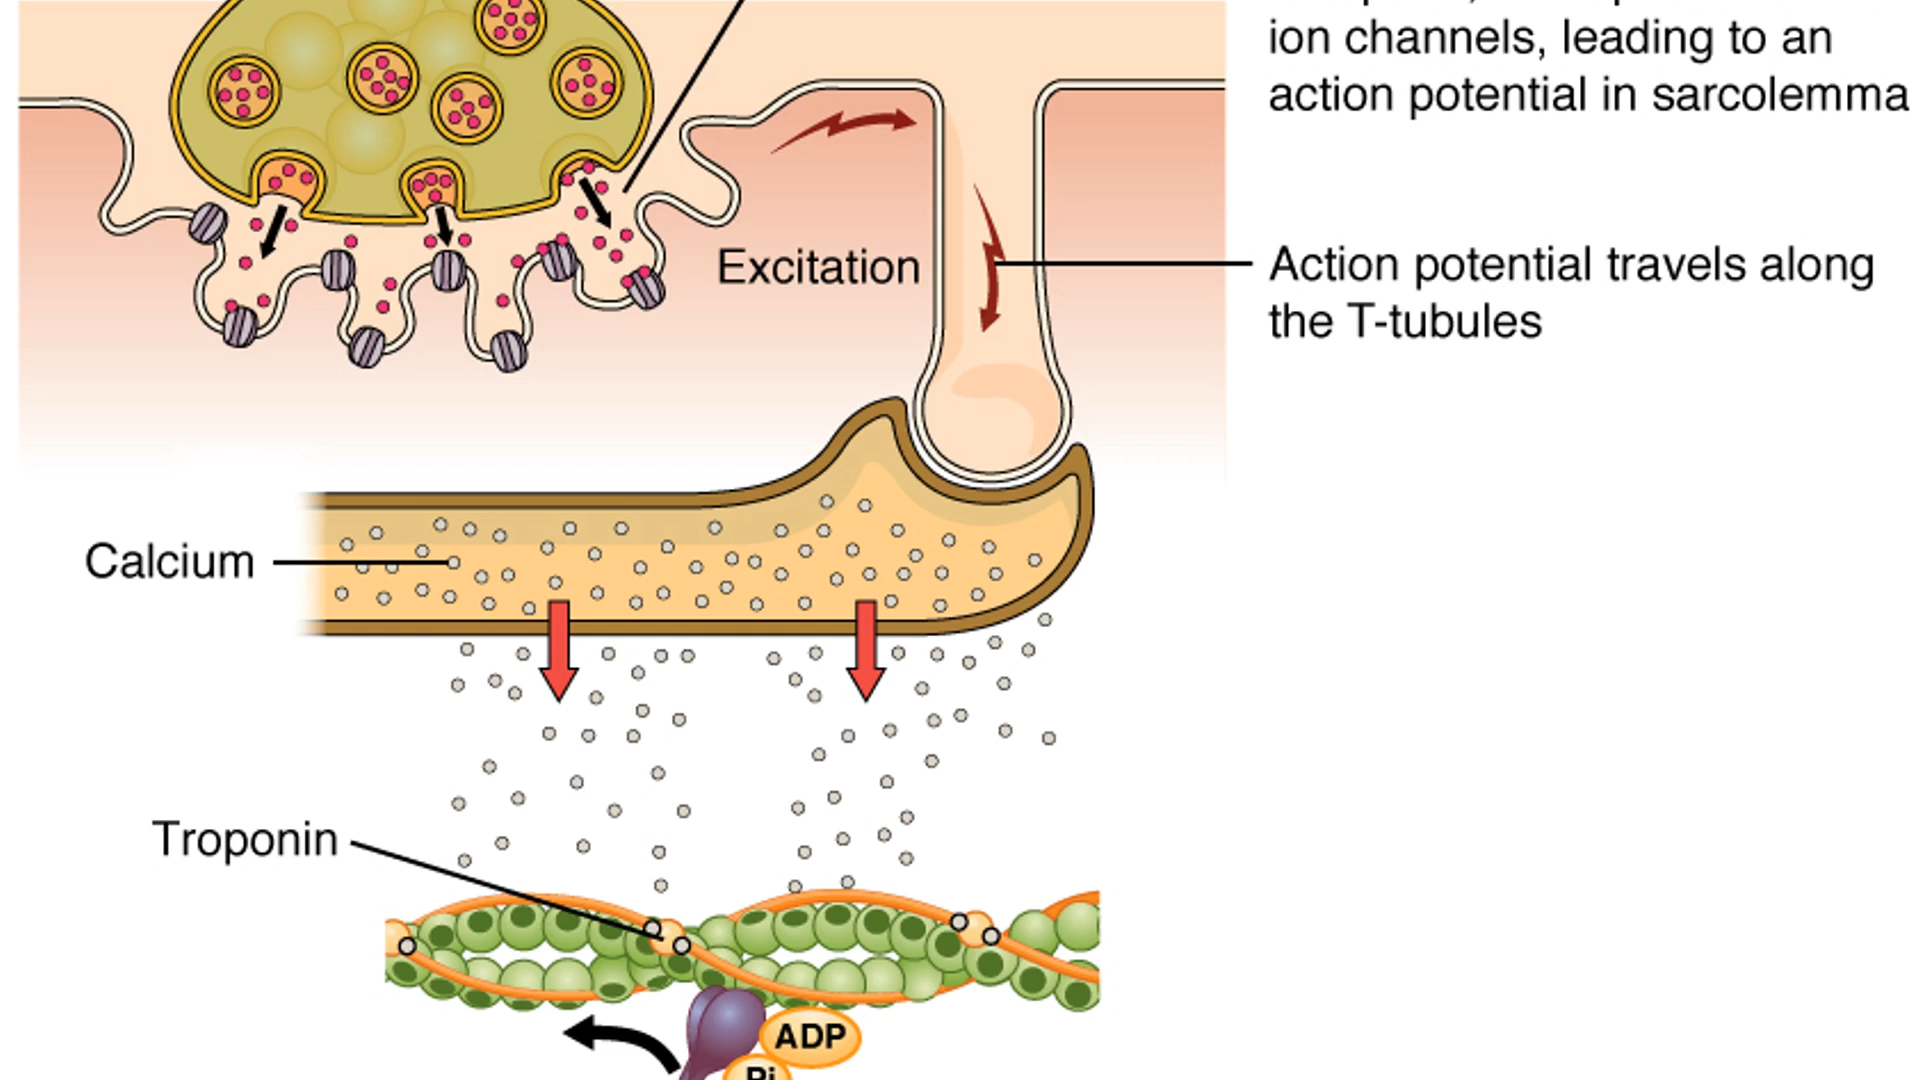 ion channels, leading to an
action potential in sarcolemma
Excitation
Action potential travels along
the T-tubules
Calcium
Troponin
ADP
Pi